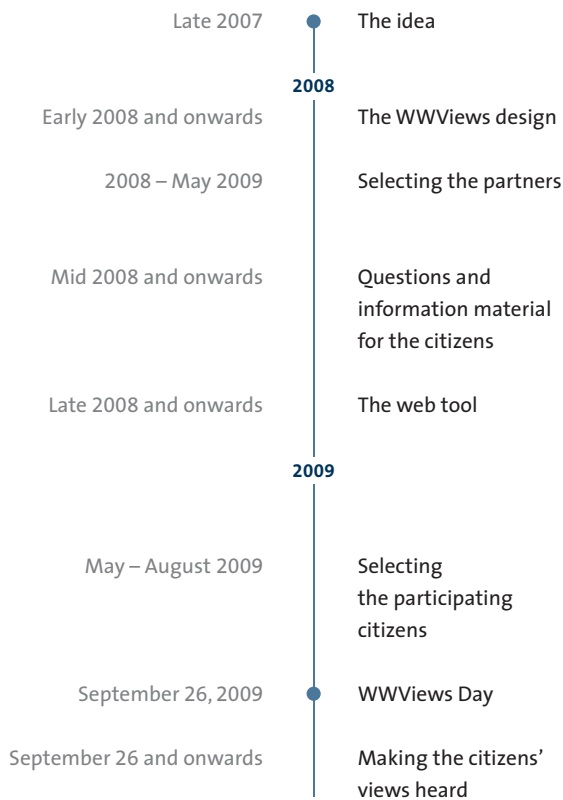 Late 2007 The idea
2008
Early 2008 and onwards The WWViews design
2008 – May 2009 Selecting the partners
Mid 2008 and onwards Questions and
information material
for the citizens
Late 2008 and onwards The web tool
2009
May – August 2009 Selecting
the participating
citizens
September 26, 2009 WWViews Day
September 26 and onwards Making the citizens’
views heard